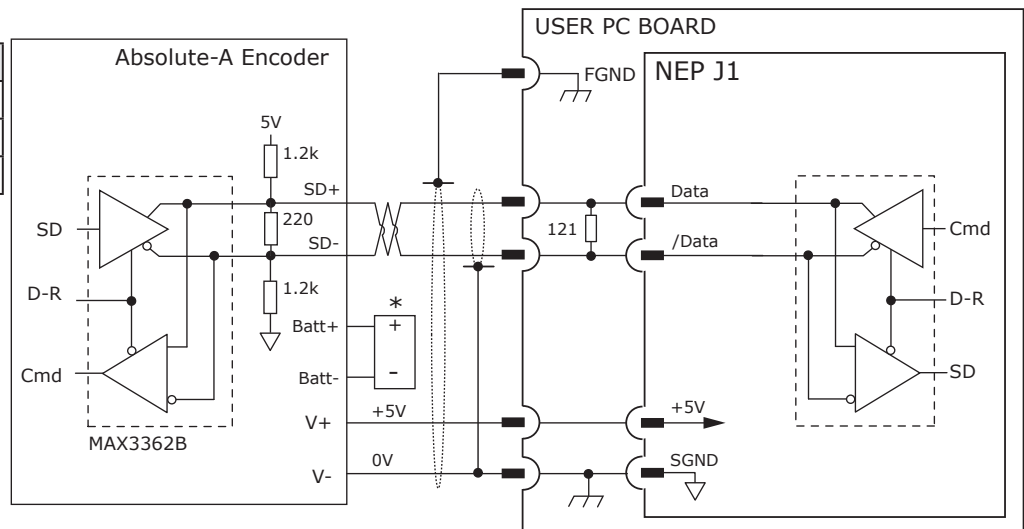 USER PC BOARD
Absolute-A Encoder
NEP J1
FGND
5V
1.2k
SD+
220
SD-
1.2k
SD
D-R
Cmd
MAX3362B
Batt+
Batt-
*
+
-
V+
+5V
V-
0V
121
Data
/Data
Cmd
D-R
SD
+5V
SGND